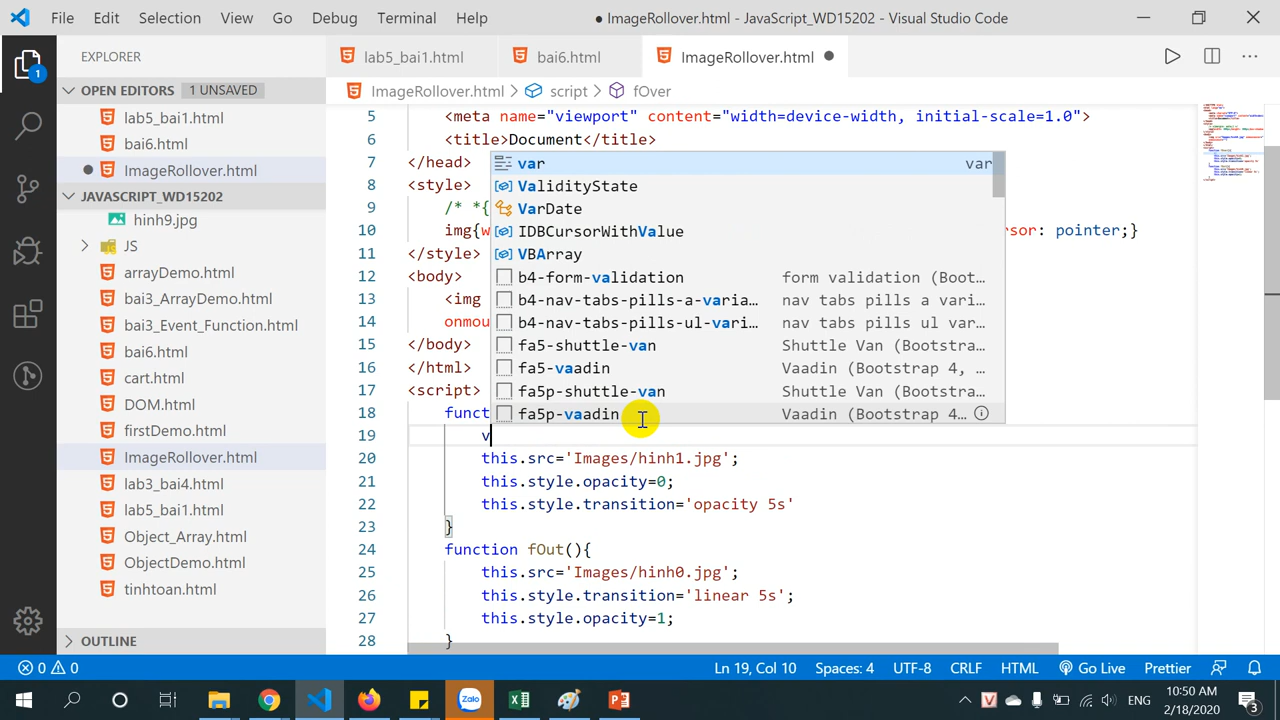 File Edit Selection View Go Debug Terminal Help
● ImageRollover.html - JavaScript_WD15202 - Visual Studio Code
EXPLORER
lab5_bai1.html bai6.html ImageRollover.html
OPEN EDITORS 1 UNSAVED
lab5_bai1.html
bai6.html
ImageRollover.html
JAVASCRIPT_WD15202
hinh9.jpg
JS
arrayDemo.html
bai3_ArrayDemo.html
bai3_Event_Function.html
bai6.html
cart.html
DOM.html
firstDemo.html
ImageRollover.html
lab3_bai4.html
lab5_bai1.html
Object_Array.html
ObjectDemo.html
tinhtoan.html
OUTLINE
1
ImageRollover.html > script > fOver
5 <meta name="viewport" content="width=device-width, initial-scale=1.0">
6 <title>Document</title>
7 </head>
8 <style>
9 /* *{
10 img{w sor: pointer;}
11 </style>
12 <body>
13 <img
14 onmou
15 </body>
16 </html>
17 <script>
18 funct
19 v
20 this.src='Images/hinh1.jpg';
21 this.style.opacity=0;
22 this.style.transition='opacity 5s'
23 }
24 function fOut(){
25 this.src='Images/hinh0.jpg';
26 this.style.transition='linear 5s';
27 this.style.opacity=1;
28 }
var var
ValidityState
VarDate
IDBCursorWithValue
VBArray
b4-form-validation form validation (Boot…
b4-nav-tabs-pills-a-varia… nav tabs pills a vari…
b4-nav-tabs-pills-ul-vari… nav tabs pills ul var…
fa5-shuttle-van Shuttle Van (Bootstra…
fa5-vaadin Vaadin (Bootstrap 4, …
fa5p-shuttle-van Shuttle Van (Bootstra…
fa5p-vaadin Vaadin (Bootstrap 4…
0 0 Ln 19, Col 10 Spaces: 4 UTF-8 CRLF HTML Go Live Prettier
Zalo
ENG
10:50 AM
2/18/2020
3